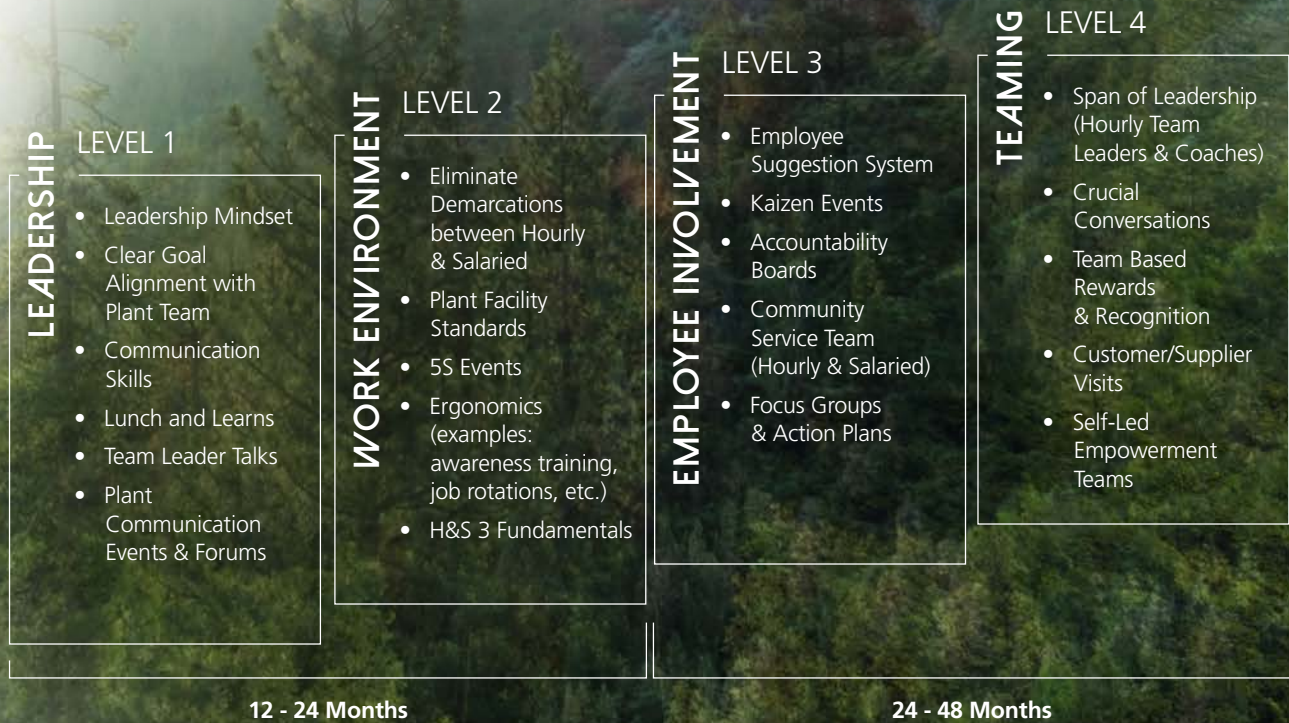 LEADERSHIP
LEVEL 1
• Leadership Mindset
• Clear Goal
Alignment with
Plant Team
• Communication
Skills
• Lunch and Learns
• Team Leader Talks
• Plant
Communication
Events & Forums
WORK ENVIRONMENT
LEVEL 2
• Eliminate
Demarcations
between Hourly
& Salaried
• Plant Facility
Standards
• 5S Events
• Ergonomics
(examples:
awareness training,
job rotations, etc.)
• H&S 3 Fundamentals
EMPLOYEE INVOLVEMENT
LEVEL 3
• Employee
Suggestion System
• Kaizen Events
• Accountability
Boards
• Community
Service Team
(Hourly & Salaried)
• Focus Groups
& Action Plans
TEAMING
LEVEL 4
• Span of Leadership
(Hourly Team
Leaders & Coaches)
• Crucial
Conversations
• Team Based
Rewards
& Recognition
• Customer/Supplier
Visits
• Self-Led
Empowerment
Teams
12 - 24 Months
24 - 48 Months